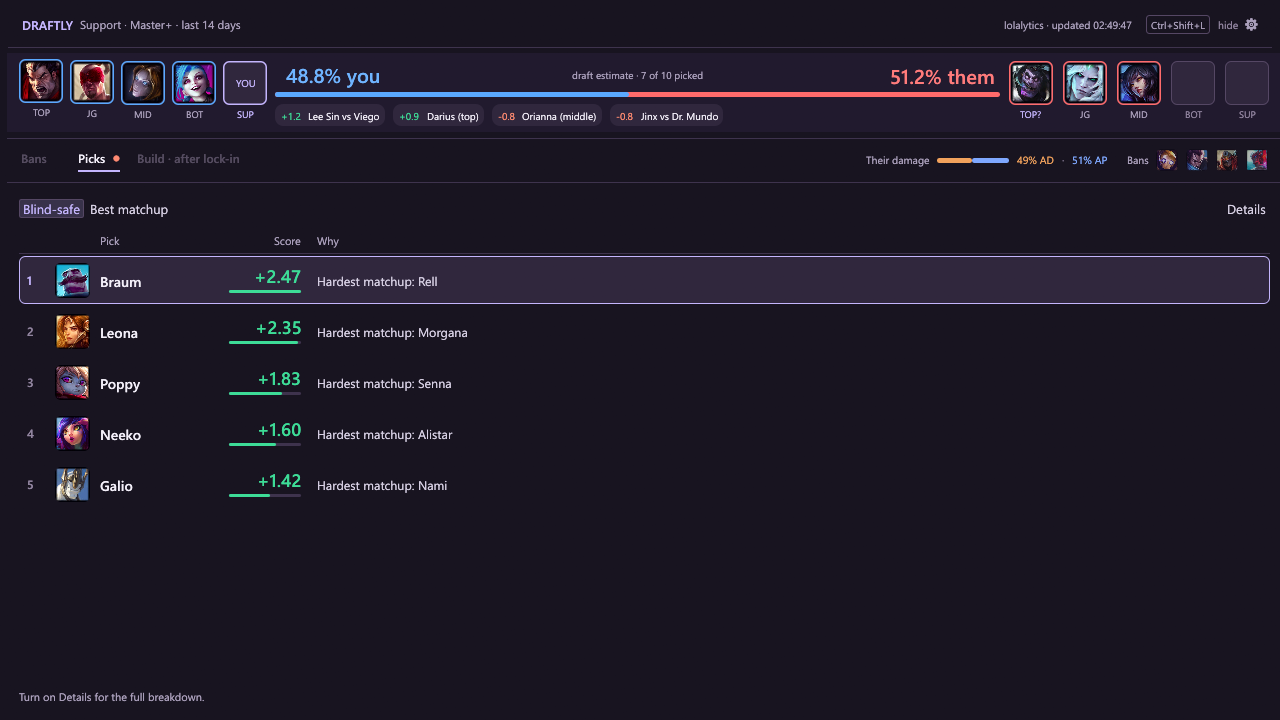 DRAFTLY Support · Master+ · last 14 days
lolalytics · updated 02:49:47 Ctrl+Shift+L hide
YOU
TOP JG MID BOT SUP
48.8% you
draft estimate · 7 of 10 picked
51.2% them
+1.2 Lee Sin vs Viego +0.9 Darius (top) -0.8 Orianna (middle) -0.8 Jinx vs Dr. Mundo
TOP? JG MID BOT SUP
Bans Picks Build · after lock-in
Their damage 49% AD · 51% AP Bans
Blind-safe Best matchup Details
Pick Score Why
1 Braum +2.47 Hardest matchup: Rell
2 Leona +2.35 Hardest matchup: Morgana
3 Poppy +1.83 Hardest matchup: Senna
4 Neeko +1.60 Hardest matchup: Alistar
5 Galio +1.42 Hardest matchup: Nami
Turn on Details for the full breakdown.